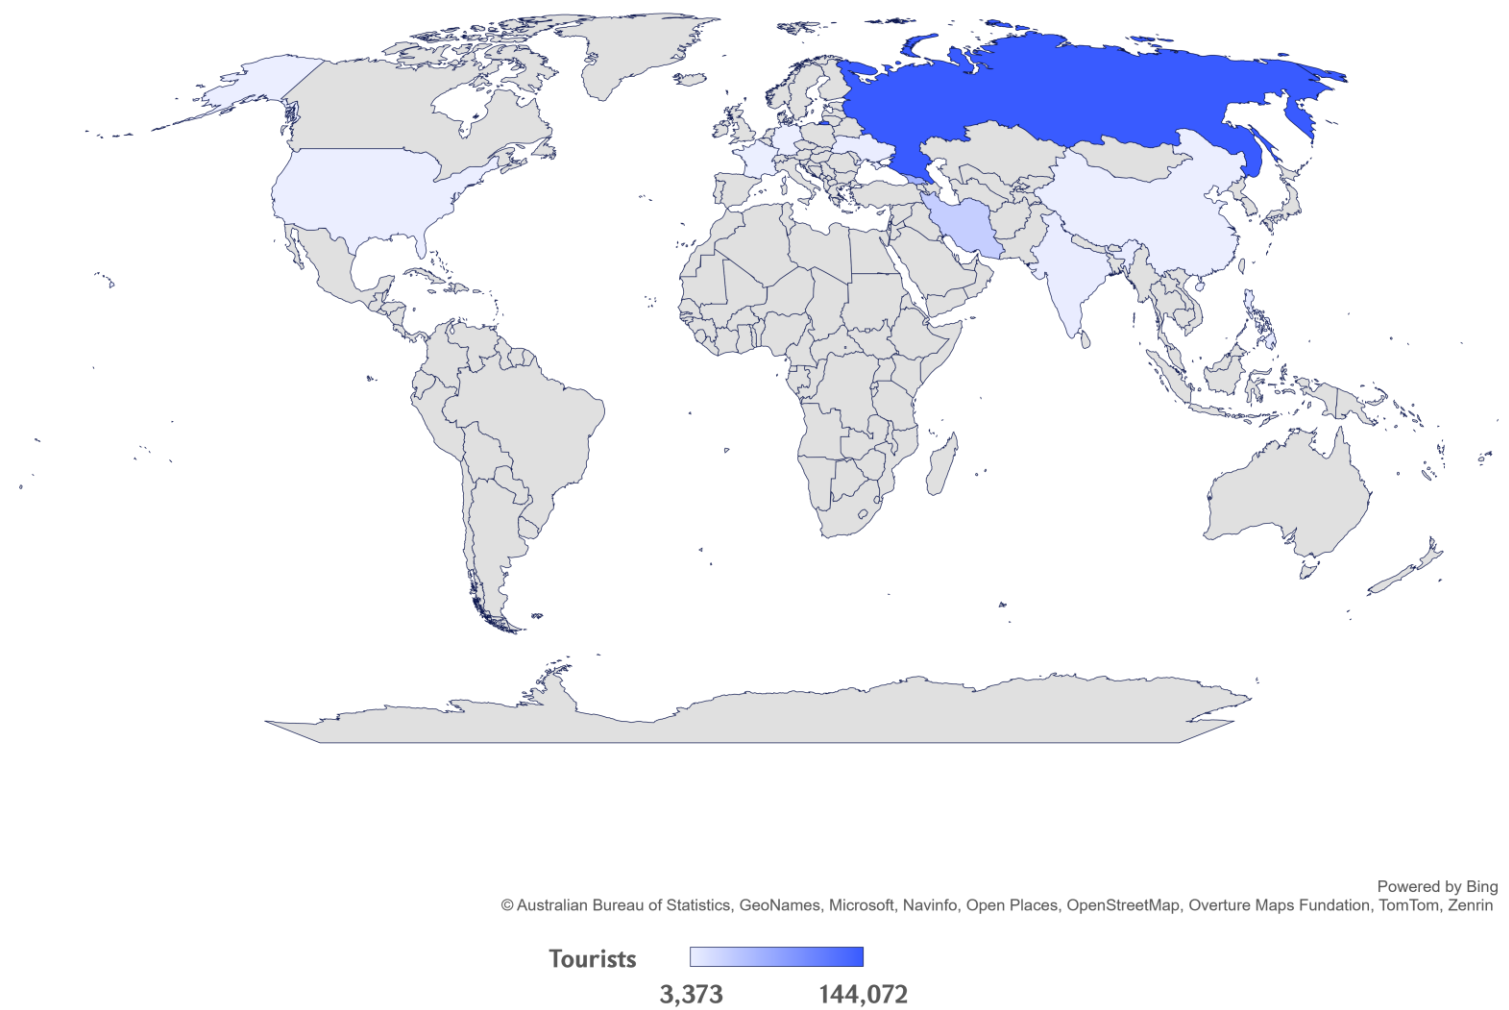 Powered by Bing
© Australian Bureau of Statistics, GeoNames, Microsoft, Navinfo, Open Places, OpenStreetMap, Overture Maps Fundation, TomTom, Zenrin
Tourists
3,373 144,072